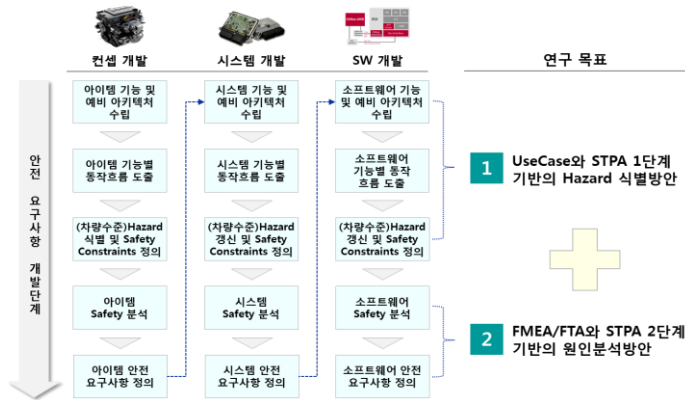 컨셉 개발
시스템 개발
SW 개발
연구 목표
안전 요구사항 개발단계
아이템 기능 및
예비 아키텍처
수립
시스템 기능 및
예비 아키텍처
수립
소프트웨어 기능
및 예비 아키텍처
수립
아이템 기능별
동작흐름 도출
시스템 기능별
동작흐름 도출
소프트웨어
기능별 동작
흐름 도출
(차량수준)Hazard
식별 및 Safety
Constraints 정의
(차량수준)Hazard
갱신 및 Safety
Constraints 정의
(차량수준)Hazard
갱신 및 Safety
Constraints 정의
아이템
Safety 분석
시스템
Safety 분석
소프트웨어
Safety 분석
아이템 안전
요구사항 정의
시스템 안전
요구사항 정의
소프트웨어 안전
요구사항 정의
1
UseCase와 STPA 1단계
기반의 Hazard 식별방안
2
FMEA/FTA와 STPA 2단계
기반의 원인분석방안